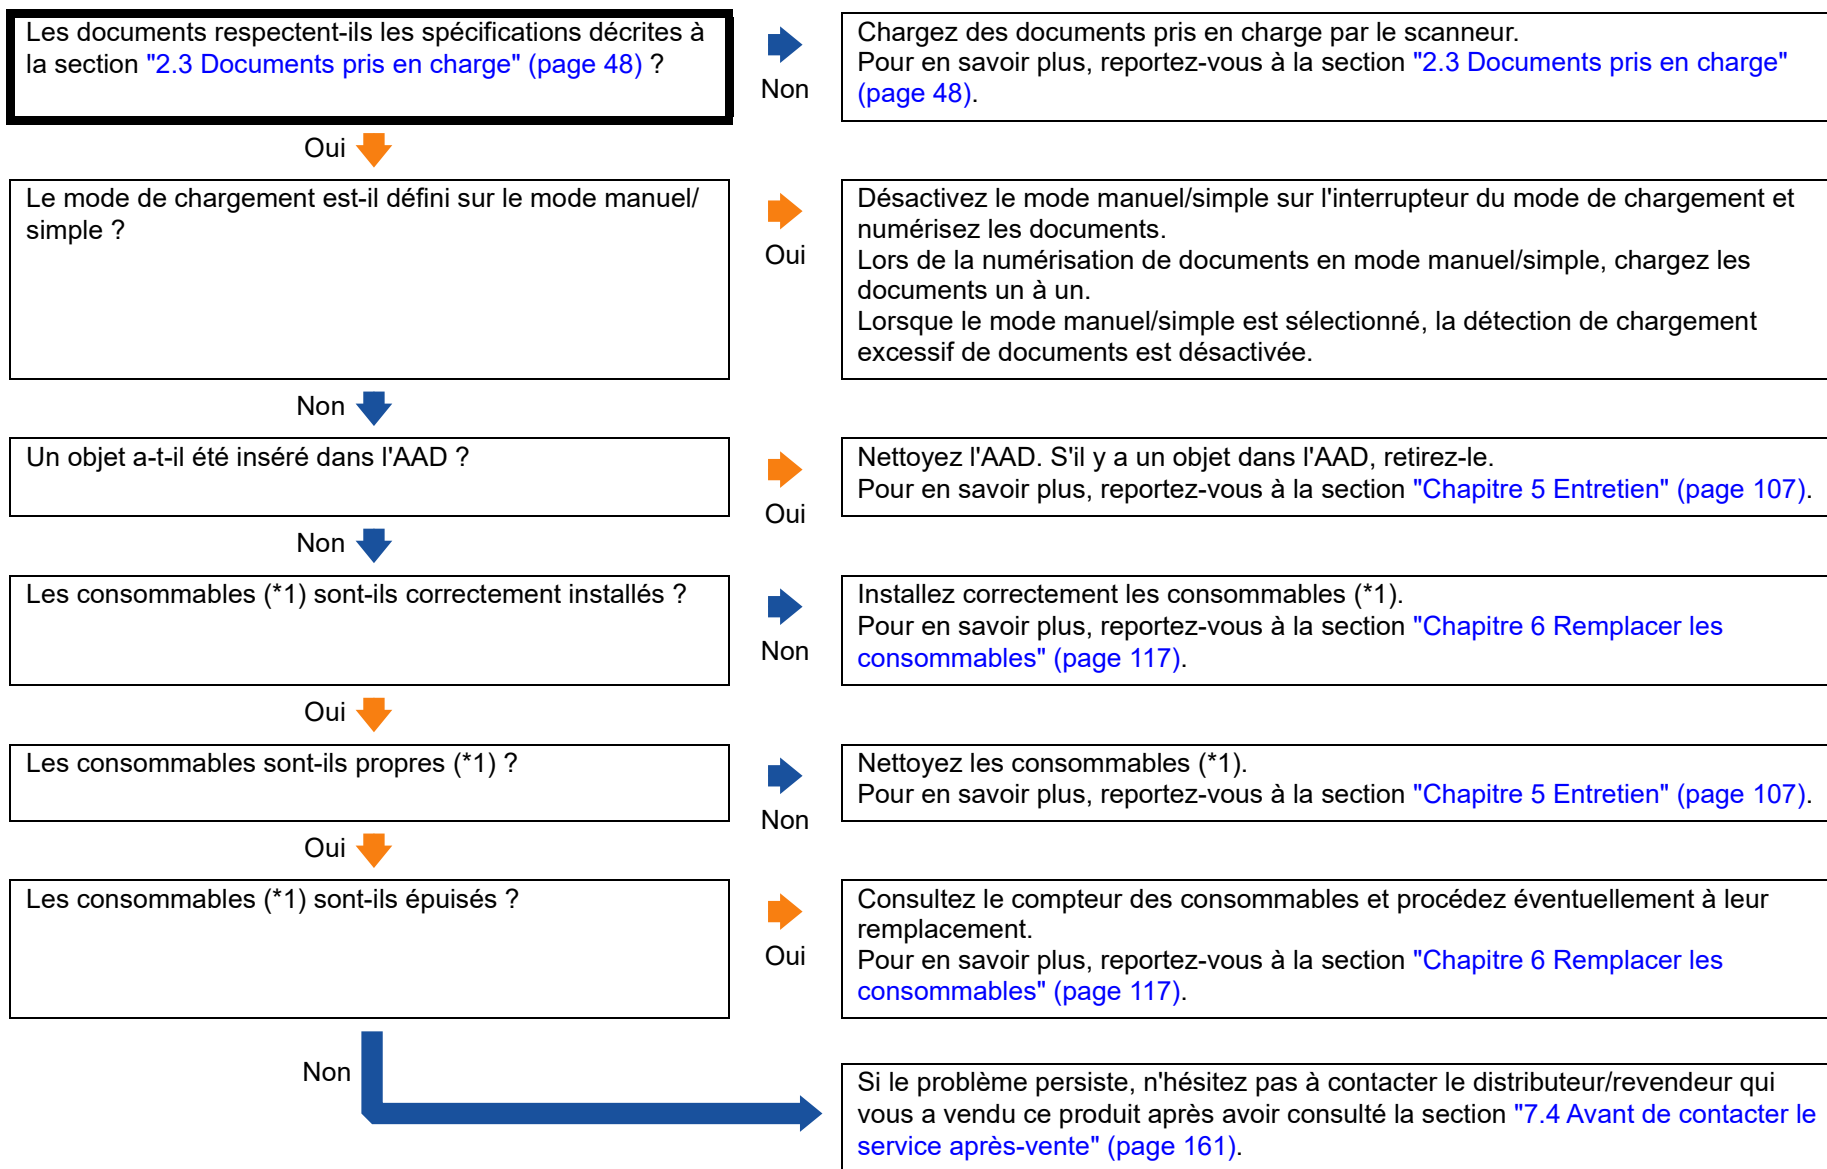 Les documents respectent-ils les spécifications décrites à
la section "2.3 Documents pris en charge" (page 48) ?
Non
Chargez des documents pris en charge par le scanneur.
Pour en savoir plus, reportez-vous à la section "2.3 Documents pris en charge"
(page 48).
Oui
Le mode de chargement est-il défini sur le mode manuel/
simple ?
Oui
Désactivez le mode manuel/simple sur l'interrupteur du mode de chargement et
numérisez les documents.
Lors de la numérisation de documents en mode manuel/simple, chargez les
documents un à un.
Lorsque le mode manuel/simple est sélectionné, la détection de chargement
excessif de documents est désactivée.
Non
Un objet a-t-il été inséré dans l'AAD ?
Oui
Nettoyez l'AAD. S'il y a un objet dans l'AAD, retirez-le.
Pour en savoir plus, reportez-vous à la section "Chapitre 5 Entretien" (page 107).
Non
Les consommables (*1) sont-ils correctement installés ?
Non
Installez correctement les consommables (*1).
Pour en savoir plus, reportez-vous à la section "Chapitre 6 Remplacer les
consommables" (page 117).
Oui
Les consommables sont-ils propres (*1) ?
Non
Nettoyez les consommables (*1).
Pour en savoir plus, reportez-vous à la section "Chapitre 5 Entretien" (page 107).
Oui
Les consommables (*1) sont-ils épuisés ?
Oui
Consultez le compteur des consommables et procédez éventuellement à leur
remplacement.
Pour en savoir plus, reportez-vous à la section "Chapitre 6 Remplacer les
consommables" (page 117).
Non
Si le problème persiste, n'hésitez pas à contacter le distributeur/revendeur qui
vous a vendu ce produit après avoir consulté la section "7.4 Avant de contacter le
service après-vente" (page 161).